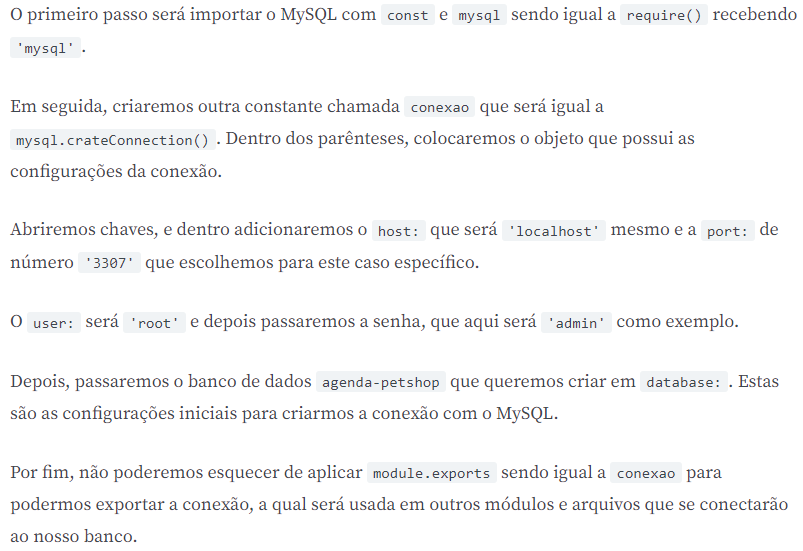 O primeiro passo será importar o MySQL com const e mysql sendo igual a require() recebendo
'mysql'.
Em seguida, criaremos outra constante chamada conexao que será igual a
mysql.crateConnection(). Dentro dos parênteses, colocaremos o objeto que possui as
configurações da conexão.
Abriremos chaves, e dentro adicionaremos o host: que será 'localhost' mesmo e a port: de
número '3307' que escolhemos para este caso específico.
O user: será 'root' e depois passaremos a senha, que aqui será 'admin' como exemplo.
Depois, passaremos o banco de dados agenda-petshop que queremos criar em database:. Estas
são as configurações iniciais para criarmos a conexão com o MySQL.
Por fim, não poderemos esquecer de aplicar module.exports sendo igual a conexao para
podermos exportar a conexão, a qual será usada em outros módulos e arquivos que se conectarão
ao nosso banco.